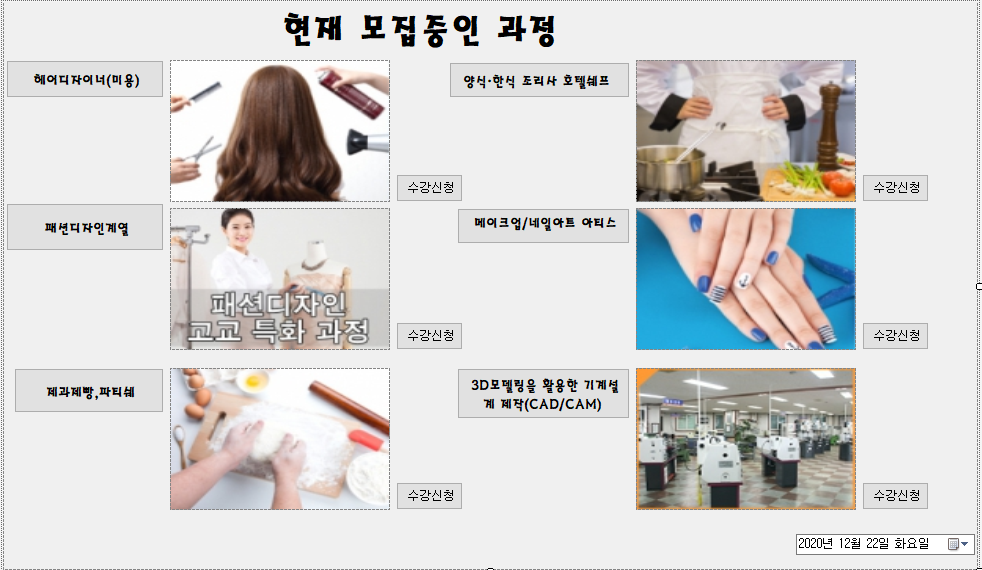 현재 모집중인 과정
헤이디자이너(미용)
양식·한식 조리사 호텔쉐프
수강신청
수강신청
패션디자인계열
메이크업/네일아트 아티스
패션디자인
고교 특화 과정
수강신청
수강신청
제과제빵,파티쉐
3D모델링을 활용한 기계설
계 제작(CAD/CAM)
수강신청
수강신청
2020년 12월 22일 화요일